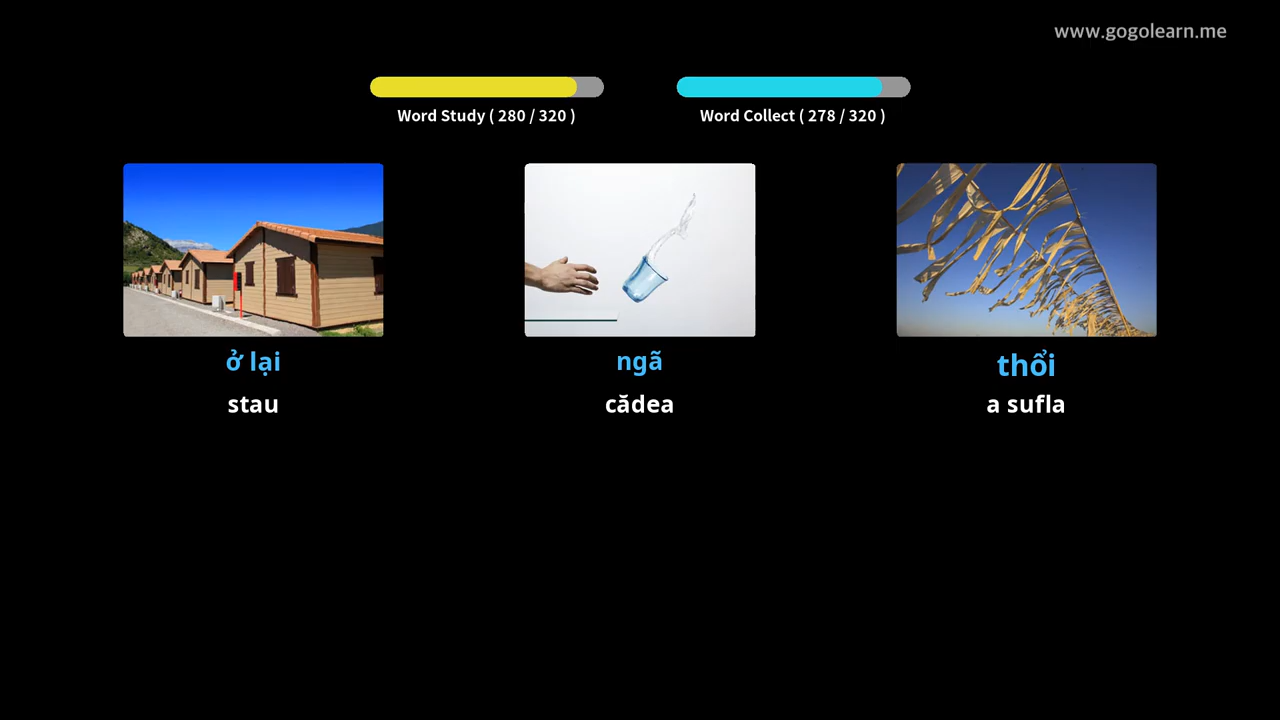 www.gogolearn.me
Word Study ( 280 / 320 )
Word Collect ( 278 / 320 )
ở lại
ngã
thổi
stau
cădea
a sufla